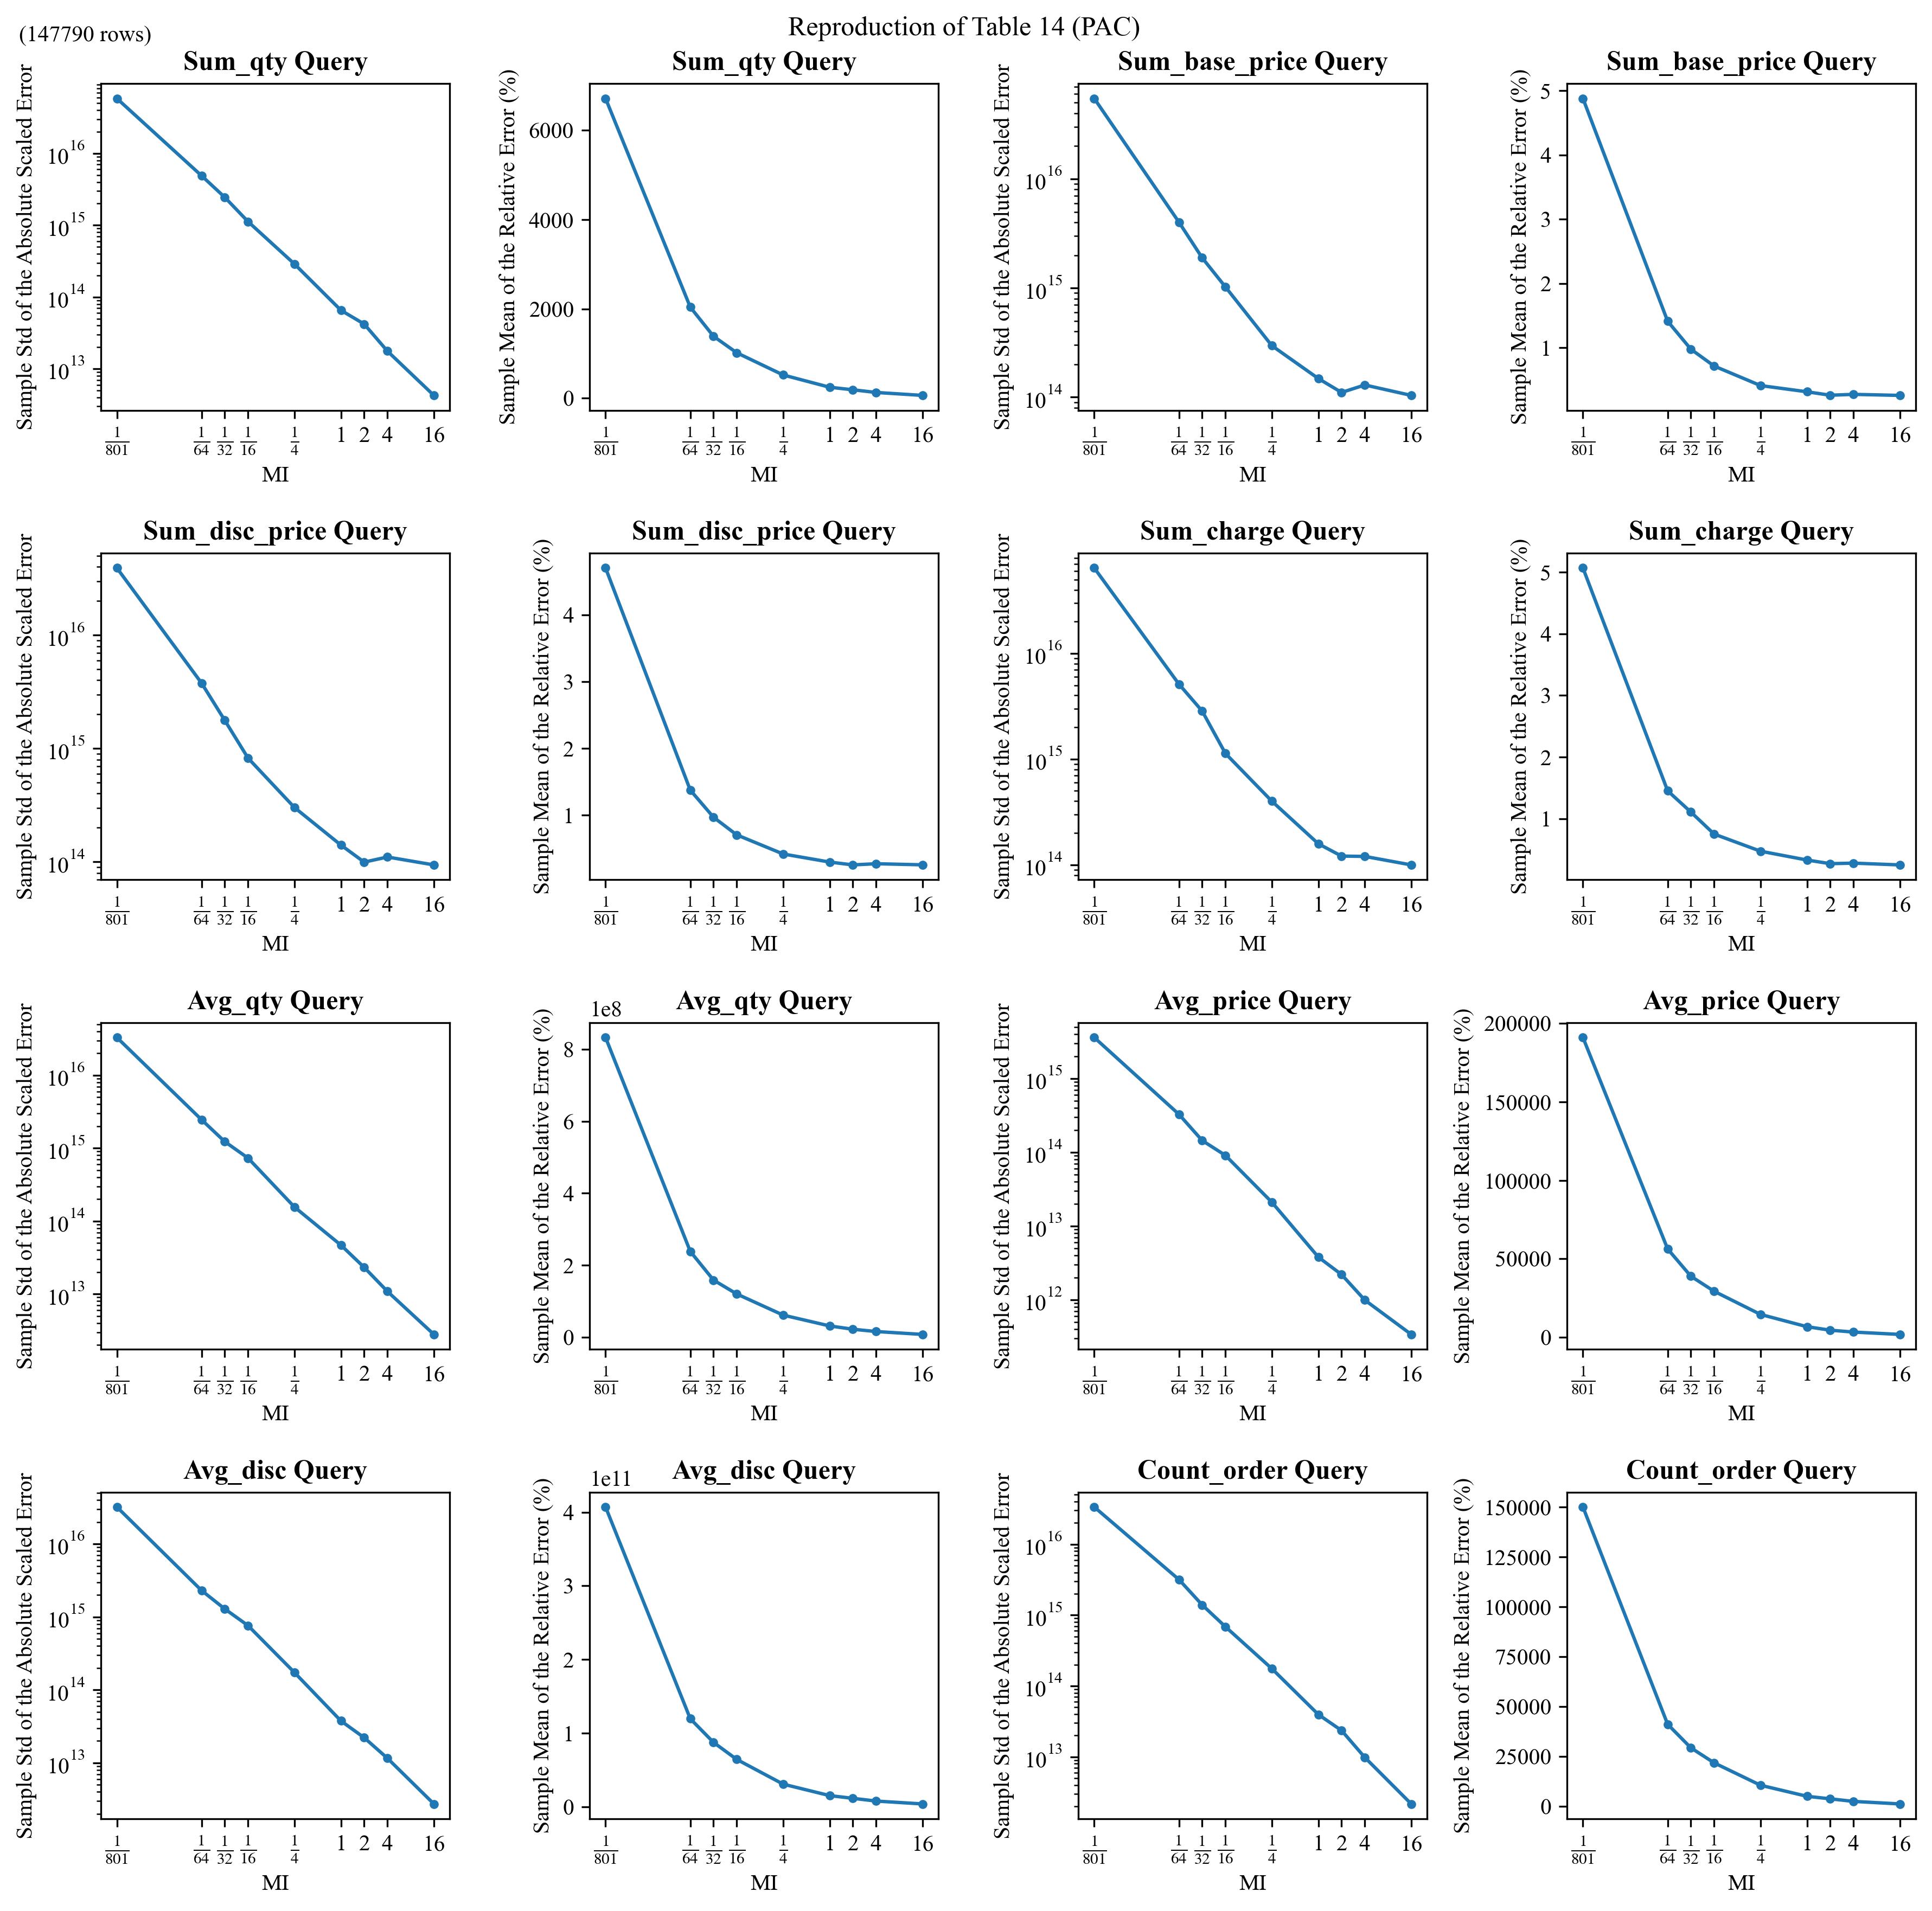 Reproduction of Table 14 (PAC)
(147790 rows)
Sum_qty Query
Sample Std of the Absolute Scaled Error
10^16
10^15
10^14
10^13
1/801 1/64 1/32 1/16 1/4 1 2 4 16
MI
Sum_qty Query
Sample Mean of the Relative Error (%)
6000
4000
2000
0
1/801 1/64 1/32 1/16 1/4 1 2 4 16
MI
Sum_base_price Query
Sample Std of the Absolute Scaled Error
10^16
10^15
10^14
1/801 1/64 1/32 1/16 1/4 1 2 4 16
MI
Sum_base_price Query
Sample Mean of the Relative Error (%)
5
4
3
2
1
1/801 1/64 1/32 1/16 1/4 1 2 4 16
MI
Sum_disc_price Query
Sample Std of the Absolute Scaled Error
10^16
10^15
10^14
1/801 1/64 1/32 1/16 1/4 1 2 4 16
MI
Sum_disc_price Query
Sample Mean of the Relative Error (%)
4
3
2
1
1/801 1/64 1/32 1/16 1/4 1 2 4 16
MI
Sum_charge Query
Sample Std of the Absolute Scaled Error
10^16
10^15
10^14
1/801 1/64 1/32 1/16 1/4 1 2 4 16
MI
Sum_charge Query
Sample Mean of the Relative Error (%)
5
4
3
2
1
1/801 1/64 1/32 1/16 1/4 1 2 4 16
MI
Avg_qty Query
Sample Std of the Absolute Scaled Error
10^16
10^15
10^14
10^13
1/801 1/64 1/32 1/16 1/4 1 2 4 16
MI
Avg_qty Query
1e8
Sample Mean of the Relative Error (%)
8
6
4
2
0
1/801 1/64 1/32 1/16 1/4 1 2 4 16
MI
Avg_price Query
Sample Std of the Absolute Scaled Error
10^15
10^14
10^13
10^12
1/801 1/64 1/32 1/16 1/4 1 2 4 16
MI
Avg_price Query
Sample Mean of the Relative Error (%)
200000
150000
100000
50000
0
1/801 1/64 1/32 1/16 1/4 1 2 4 16
MI
Avg_disc Query
Sample Std of the Absolute Scaled Error
10^16
10^15
10^14
10^13
1/801 1/64 1/32 1/16 1/4 1 2 4 16
MI
Avg_disc Query
1e11
Sample Mean of the Relative Error (%)
4
3
2
1
0
1/801 1/64 1/32 1/16 1/4 1 2 4 16
MI
Count_order Query
Sample Std of the Absolute Scaled Error
10^16
10^15
10^14
10^13
1/801 1/64 1/32 1/16 1/4 1 2 4 16
MI
Count_order Query
Sample Mean of the Relative Error (%)
150000
125000
100000
75000
50000
25000
0
1/801 1/64 1/32 1/16 1/4 1 2 4 16
MI